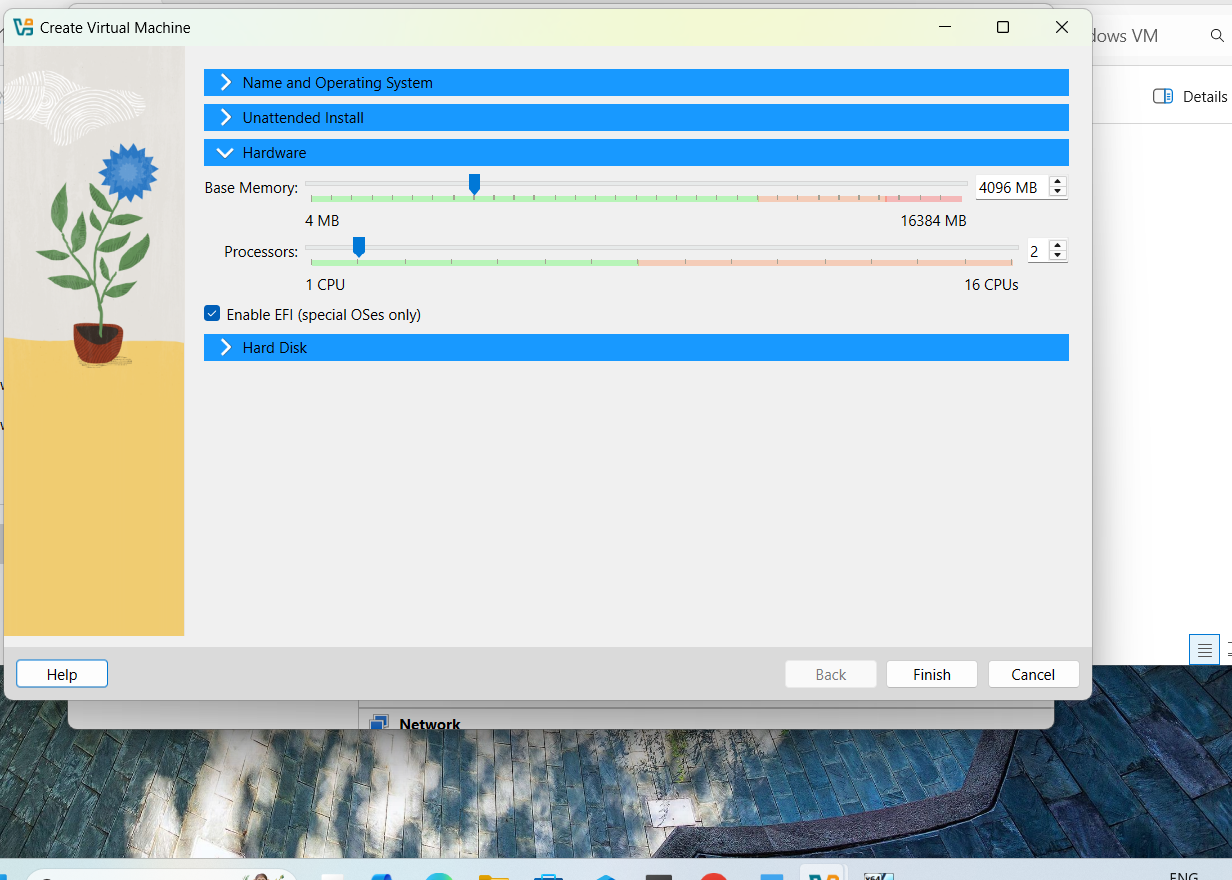 Create Virtual Machine
dows VM
Details
Name and Operating System
Unattended Install
Hardware
Base Memory:
4096 MB
4 MB
16384 MB
Processors:
2
1 CPU
16 CPUs
Enable EFI (special OSes only)
Hard Disk
Help
Back
Finish
Cancel
Network
ENG